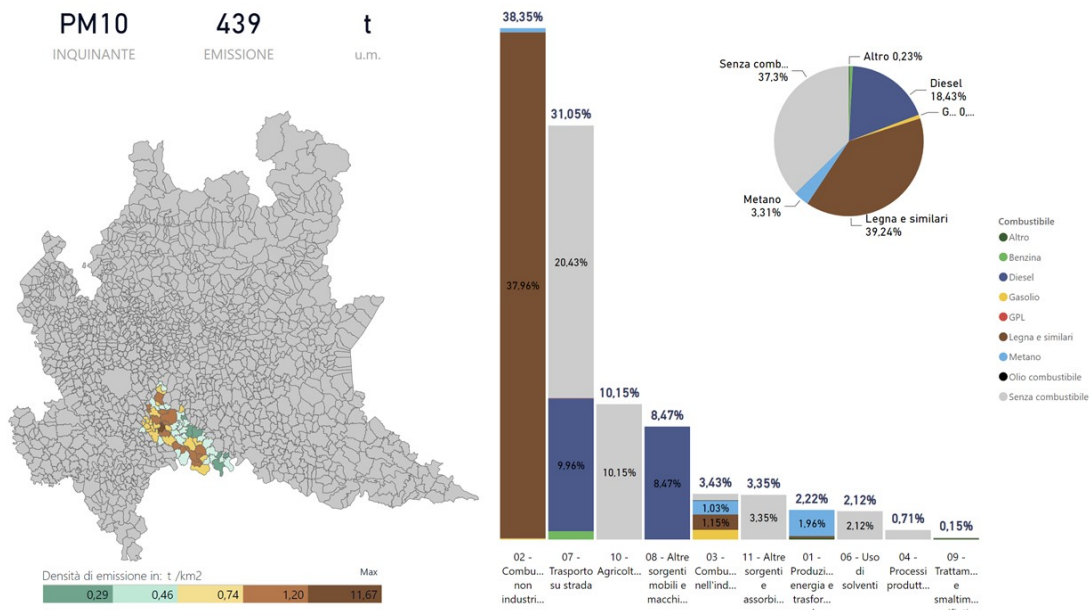 PM10
439
t
INQUINANTE
EMISSIONE
u.m.
Densità di emissione in: t /km2
Max
0,29
0,46
0,74
1,20
11,67
38,35%
37,96%
31,05%
20,43%
9,96%
10,15%
10,15%
8,47%
8,47%
3,43%
1,03%
1,15%
3,35%
3,35%
2,22%
1,96%
2,12%
2,12%
0,71%
0,15%
02 -
Combu...
non
industri...
07 -
Trasporto
su strada
10 -
Agricolt...
08 - Altre
sorgenti
mobili e
macchi...
03 -
Combu...
nell'ind...
11 - Altre
sorgenti
e
assorbi...
01 -
Produzi...
energia e
trasfor...
06 - Uso
di
solventi
04 -
Processi
produtt...
09 -
Trattam...
e
smaltim...
Senza comb...
37,3%
Altro 0,23%
Diesel
18,43%
G... 0,...
Metano
3,31%
Legna e similari
39,24%
Combustibile
Altro
Benzina
Diesel
Gasolio
GPL
Legna e similari
Metano
Olio combustibile
Senza combustibile